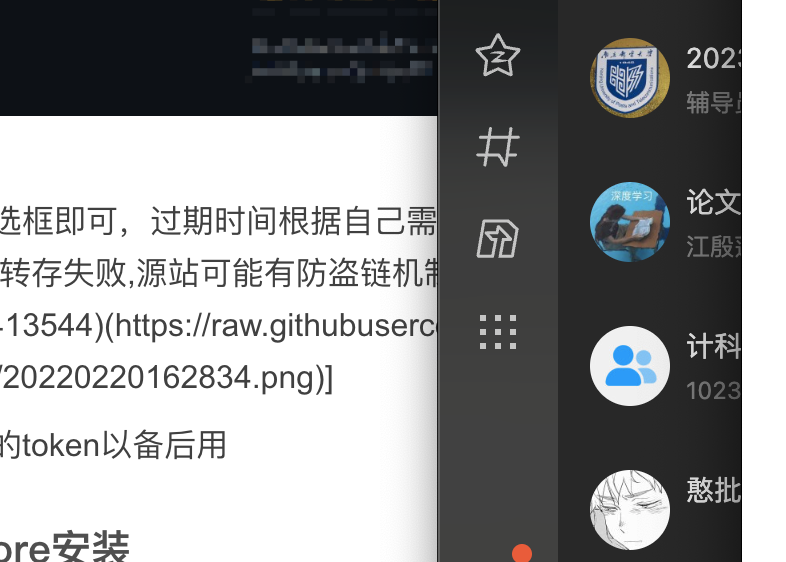 选框即可，过期时间根据自己需
转存失败,源站可能有防盗链机制
13544)(https://raw.githubuserc
/20220220162834.png)]
的token以备后用
ore安装
202
辅导员
论文
深度学习
江殷
计科
1023
憨批